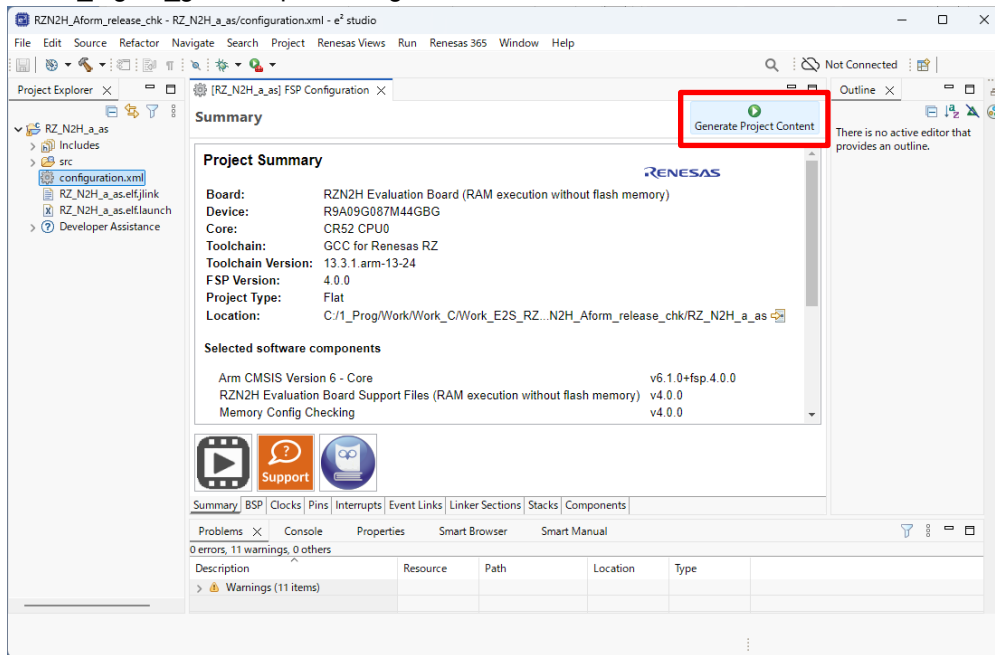 RZN2H_Aform_release_chk - RZ_N2H_a_as/configuration.xml - e² studio
File Edit Source Refactor Navigate Search Project Renesas Views Run Renesas 365 Window Help
Not Connected
Project Explorer
[RZ_N2H_a_as] FSP Configuration
Outline
Summary
Generate Project Content
There is no active editor that
provides an outline.
RZ_N2H_a_as
Includes
src
configuration.xml
RZ_N2H_a_as.elf.jlink
RZ_N2H_a_as.elf.launch
Developer Assistance
Project Summary
RENESAS
Board: RZN2H Evaluation Board (RAM execution without flash memory)
Device: R9A09G087M44GBG
Core: CR52 CPU0
Toolchain: GCC for Renesas RZ
Toolchain Version: 13.3.1.arm-13-24
FSP Version: 4.0.0
Project Type: Flat
Location: C:/1_Prog/Work/Work_C/Work_E2S_RZ...N2H_Aform_release_chk/RZ_N2H_a_as
Selected software components
Arm CMSIS Version 6 - Core v6.1.0+fsp.4.0.0
RZN2H Evaluation Board Support Files (RAM execution without flash memory) v4.0.0
Memory Config Checking v4.0.0
Support
Summary BSP Clocks Pins Interrupts Event Links Linker Sections Stacks Components
Problems Console Properties Smart Browser Smart Manual
0 errors, 11 warnings, 0 others
Description Resource Path Location Type
Warnings (11 items)